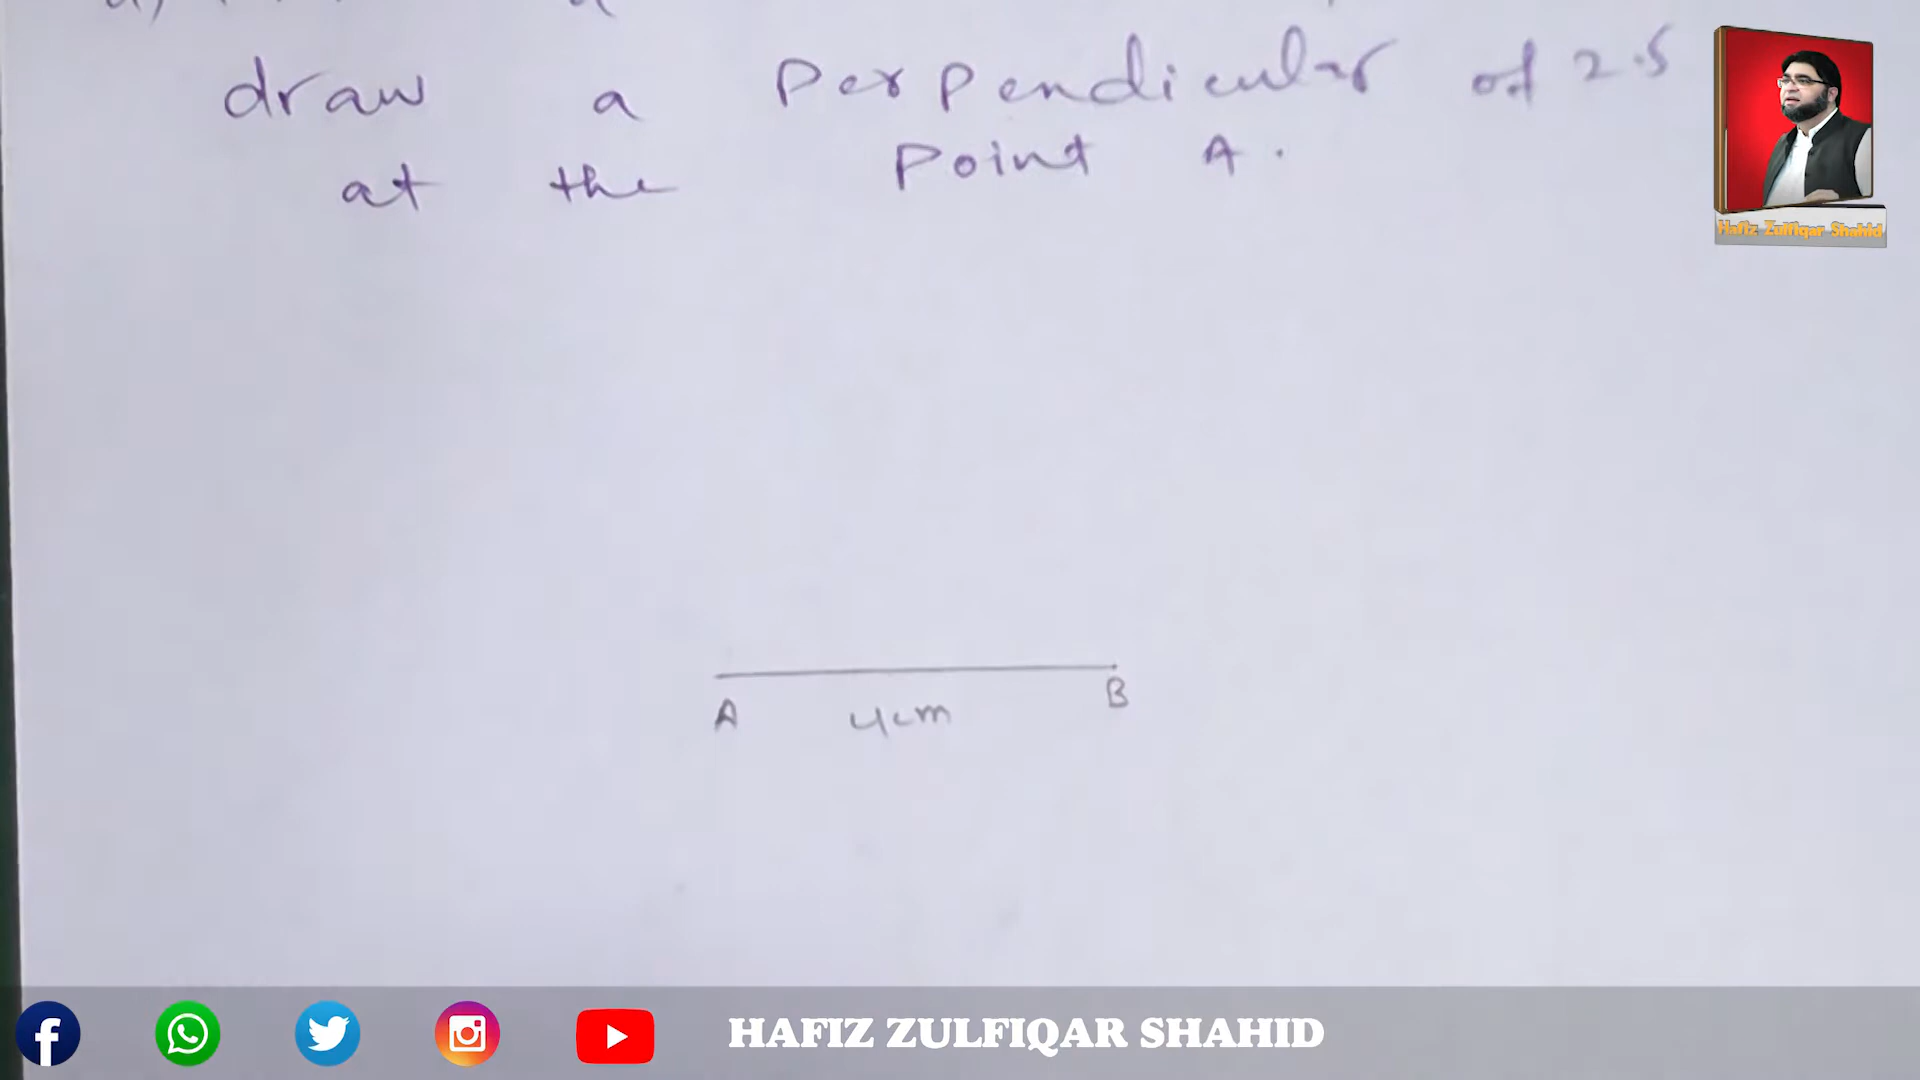 draw a Perpendicular of 2.5
at the Point A.
Hafiz Zulfiqar Shahid
A 4cm B
HAFIZ ZULFIQAR SHAHID